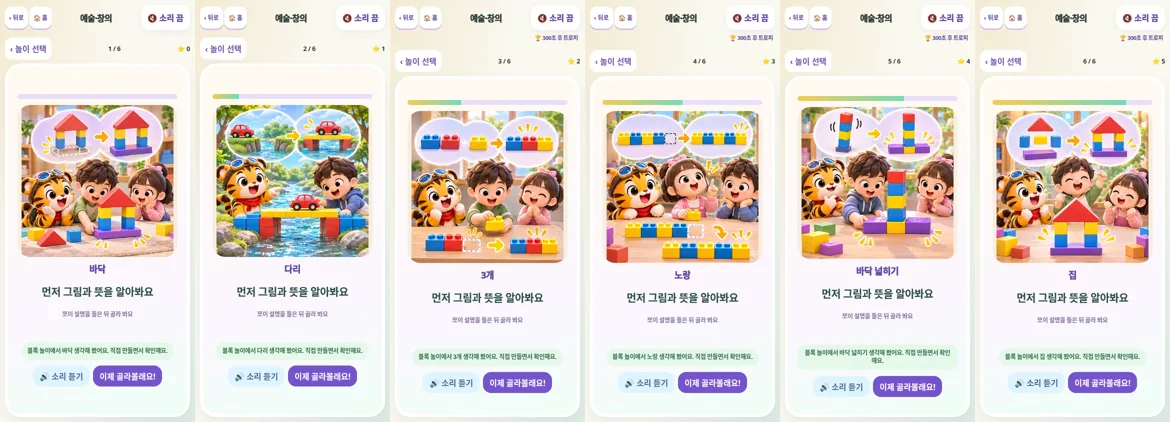 ‹ 뒤로 🏠 홈 예술·창의 🔇 소리 끔
‹ 놀이 선택 1 / 6 ⭐ 0
바닥
먼저 그림과 뜻을 알아봐요
쪼이 설명을 들은 뒤 골라 봐요
블록 놀이에서 바닥 생각해 봤어요. 직접 만들면서 확인해요.
🔊 소리 듣기 이제 골라볼래요!
‹ 뒤로 🏠 홈 예술·창의 🔇 소리 끔
‹ 놀이 선택 2 / 6 ⭐ 1
다리
먼저 그림과 뜻을 알아봐요
쪼이 설명을 들은 뒤 골라 봐요
블록 놀이에서 다리 생각해 봤어요. 직접 만들면서 확인해요.
🔊 소리 듣기 이제 골라볼래요!
‹ 뒤로 🏠 홈 예술·창의 🔇 소리 끔
🏆 300초 후 트로피
‹ 놀이 선택 3 / 6 ⭐ 2
3개
먼저 그림과 뜻을 알아봐요
쪼이 설명을 들은 뒤 골라 봐요
블록 놀이에서 3개 생각해 봤어요. 직접 만들면서 확인해요.
🔊 소리 듣기 이제 골라볼래요!
‹ 뒤로 🏠 홈 예술·창의 🔇 소리 끔
🏆 300초 후 트로피
‹ 놀이 선택 4 / 6 ⭐ 3
노랑
먼저 그림과 뜻을 알아봐요
쪼이 설명을 들은 뒤 골라 봐요
블록 놀이에서 노랑 생각해 봤어요. 직접 만들면서 확인해요.
🔊 소리 듣기 이제 골라볼래요!
‹ 뒤로 🏠 홈 예술·창의 🔇 소리 끔
🏆 300초 후 트로피
‹ 놀이 선택 5 / 6 ⭐ 4
바닥 넓히기
먼저 그림과 뜻을 알아봐요
쪼이 설명을 들은 뒤 골라 봐요
블록 놀이에서 바닥 넓히기 생각해 봤어요. 직접 만들면서 확인
해요.
🔊 소리 듣기 이제 골라볼래요!
‹ 뒤로 🏠 홈 예술·창의 🔇 소리 끔
🏆 300초 후 트로피
‹ 놀이 선택 6 / 6 ⭐ 5
집
먼저 그림과 뜻을 알아봐요
쪼이 설명을 들은 뒤 골라 봐요
블록 놀이에서 집 생각해 봤어요. 직접 만들면서 확인해요.
🔊 소리 듣기 이제 골라볼래요!